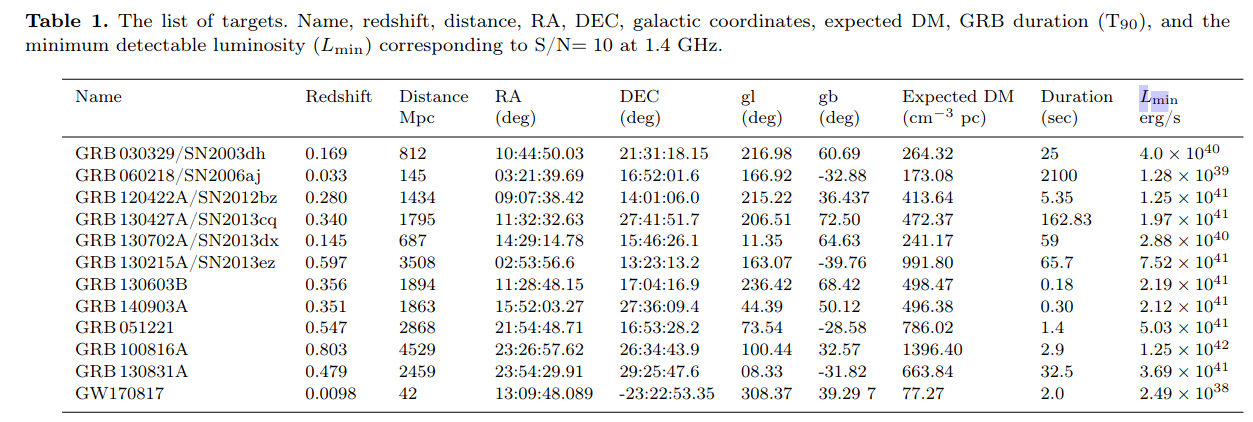 Table 1. The list of targets. Name, redshift, distance, RA, DEC, galactic coordinates, expected DM, GRB duration (T90), and the
minimum detectable luminosity (Lmin) corresponding to S/N= 10 at 1.4 GHz.
Name Redshift Distance RA DEC gl gb Expected DM Duration Lmin
Mpc (deg) (deg) (deg) (deg) (cm−3 pc) (sec) erg/s
GRB 030329/SN2003dh 0.169 812 10:44:50.03 21:31:18.15 216.98 60.69 264.32 25 4.0 × 10^40
GRB 060218/SN2006aj 0.033 145 03:21:39.69 16:52:01.6 166.92 -32.88 173.08 2100 1.28 × 10^39
GRB 120422A/SN2012bz 0.280 1434 09:07:38.42 14:01:06.0 215.22 36.437 413.64 5.35 1.25 × 10^41
GRB 130427A/SN2013cq 0.340 1795 11:32:32.63 27:41:51.7 206.51 72.50 472.37 162.83 1.97 × 10^41
GRB 130702A/SN2013dx 0.145 687 14:29:14.78 15:46:26.1 11.35 64.63 241.17 59 2.88 × 10^40
GRB 130215A/SN2013ez 0.597 3508 02:53:56.6 13:23:13.2 163.07 -39.76 991.80 65.7 7.52 × 10^41
GRB 130603B 0.356 1894 11:28:48.15 17:04:16.9 236.42 68.42 498.47 0.18 2.19 × 10^41
GRB 140903A 0.351 1863 15:52:03.27 27:36:09.4 44.39 50.12 496.38 0.30 2.12 × 10^41
GRB 051221 0.547 2868 21:54:48.71 16:53:28.2 73.54 -28.58 786.02 1.4 5.03 × 10^41
GRB 100816A 0.803 4529 23:26:57.62 26:34:43.9 100.44 32.57 1396.40 2.9 1.25 × 10^42
GRB 130831A 0.479 2459 23:54:29.91 29:25:47.6 08.33 -31.82 663.84 32.5 3.69 × 10^41
GW170817 0.0098 42 13:09:48.089 -23:22:53.35 308.37 39.29 7 77.27 2.0 2.49 × 10^38